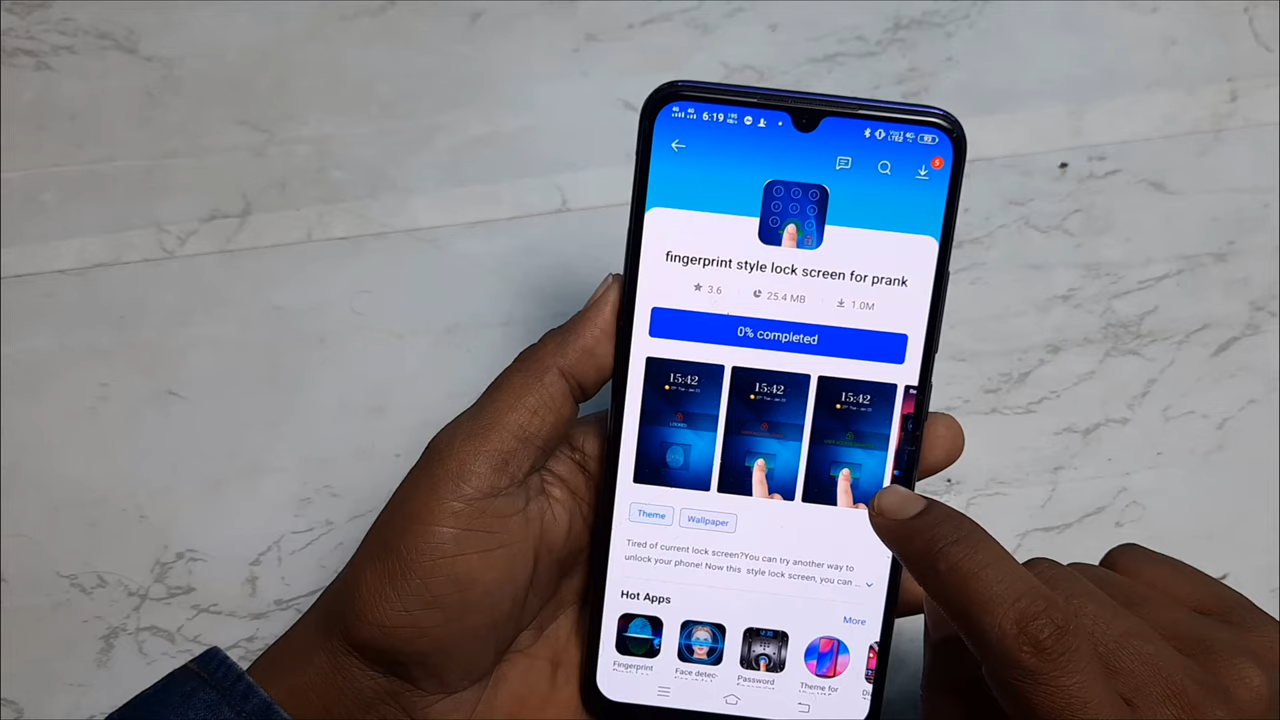 6:19
5
fingerprint style lock screen for prank
3.6 25.4 MB 1.0M
0% completed
15:42 15:42 15:42
LOCKED
Theme Wallpaper
Tired of current lock screen?You can try another way to
unlock your phone! Now this style lock screen, you can ...
Hot Apps
More
Fingerprint Face detec- Password Theme for